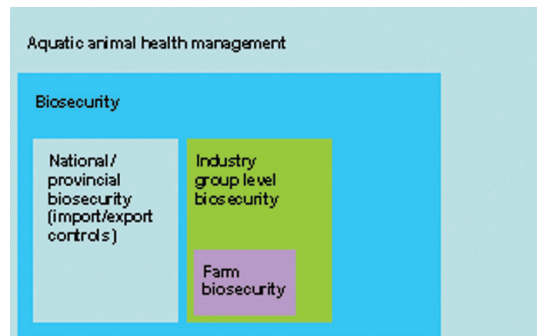 Aquatic animal health management
Biosecurity
National/
provincial
biosecurity
(import/export
controls)
Industry
group level
biosecurity
Farm
biosecurity